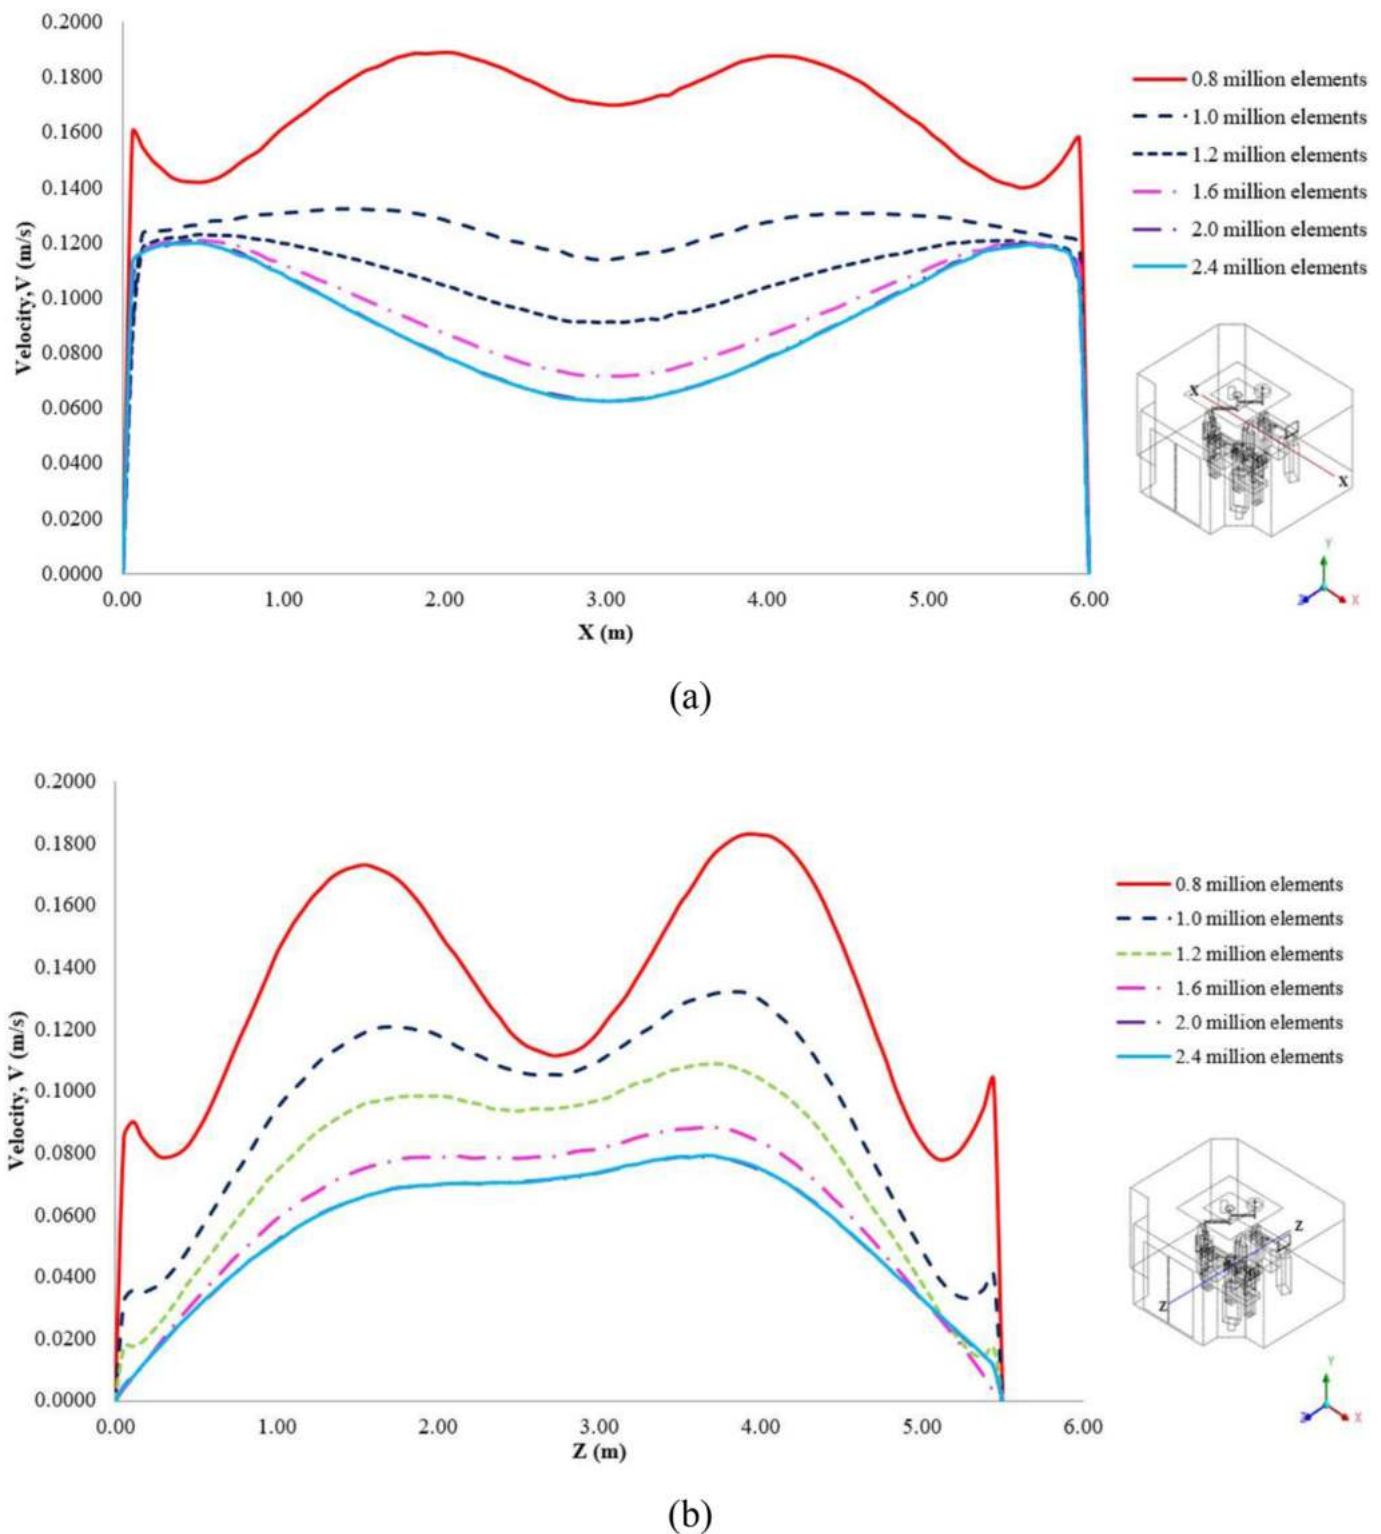 0.2000
0.1800
0.1600
0.1400
0.1200
0.1000
0.0800
0.0600
0.0400
0.0200
0.0000
Velocity,V (m/s)
0.00 1.00 2.00 3.00 4.00 5.00 6.00
X (m)
0.8 million elements
1.0 million elements
1.2 million elements
1.6 million elements
2.0 million elements
2.4 million elements
X
X
Y
Z X
(a)
0.2000
0.1800
0.1600
0.1400
0.1200
0.1000
0.0800
0.0600
0.0400
0.0200
0.0000
Velocity, V (m/s)
0.00 1.00 2.00 3.00 4.00 5.00 6.00
Z (m)
0.8 million elements
1.0 million elements
1.2 million elements
1.6 million elements
2.0 million elements
2.4 million elements
Z
Z
Y
Z X
(b)